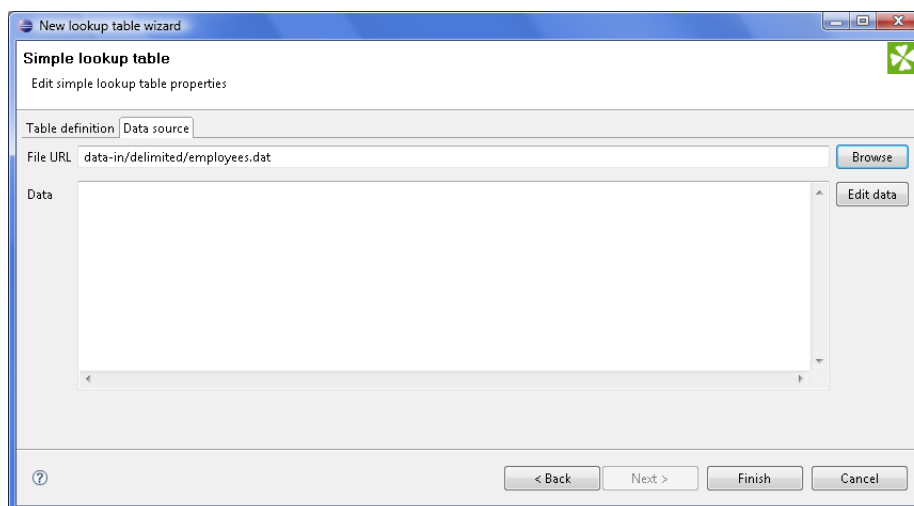 New lookup table wizard
Simple lookup table
Edit simple lookup table properties
Table definition Data source
File URL data-in/delimited/employees.dat Browse
Data Edit data
< Back Next > Finish Cancel